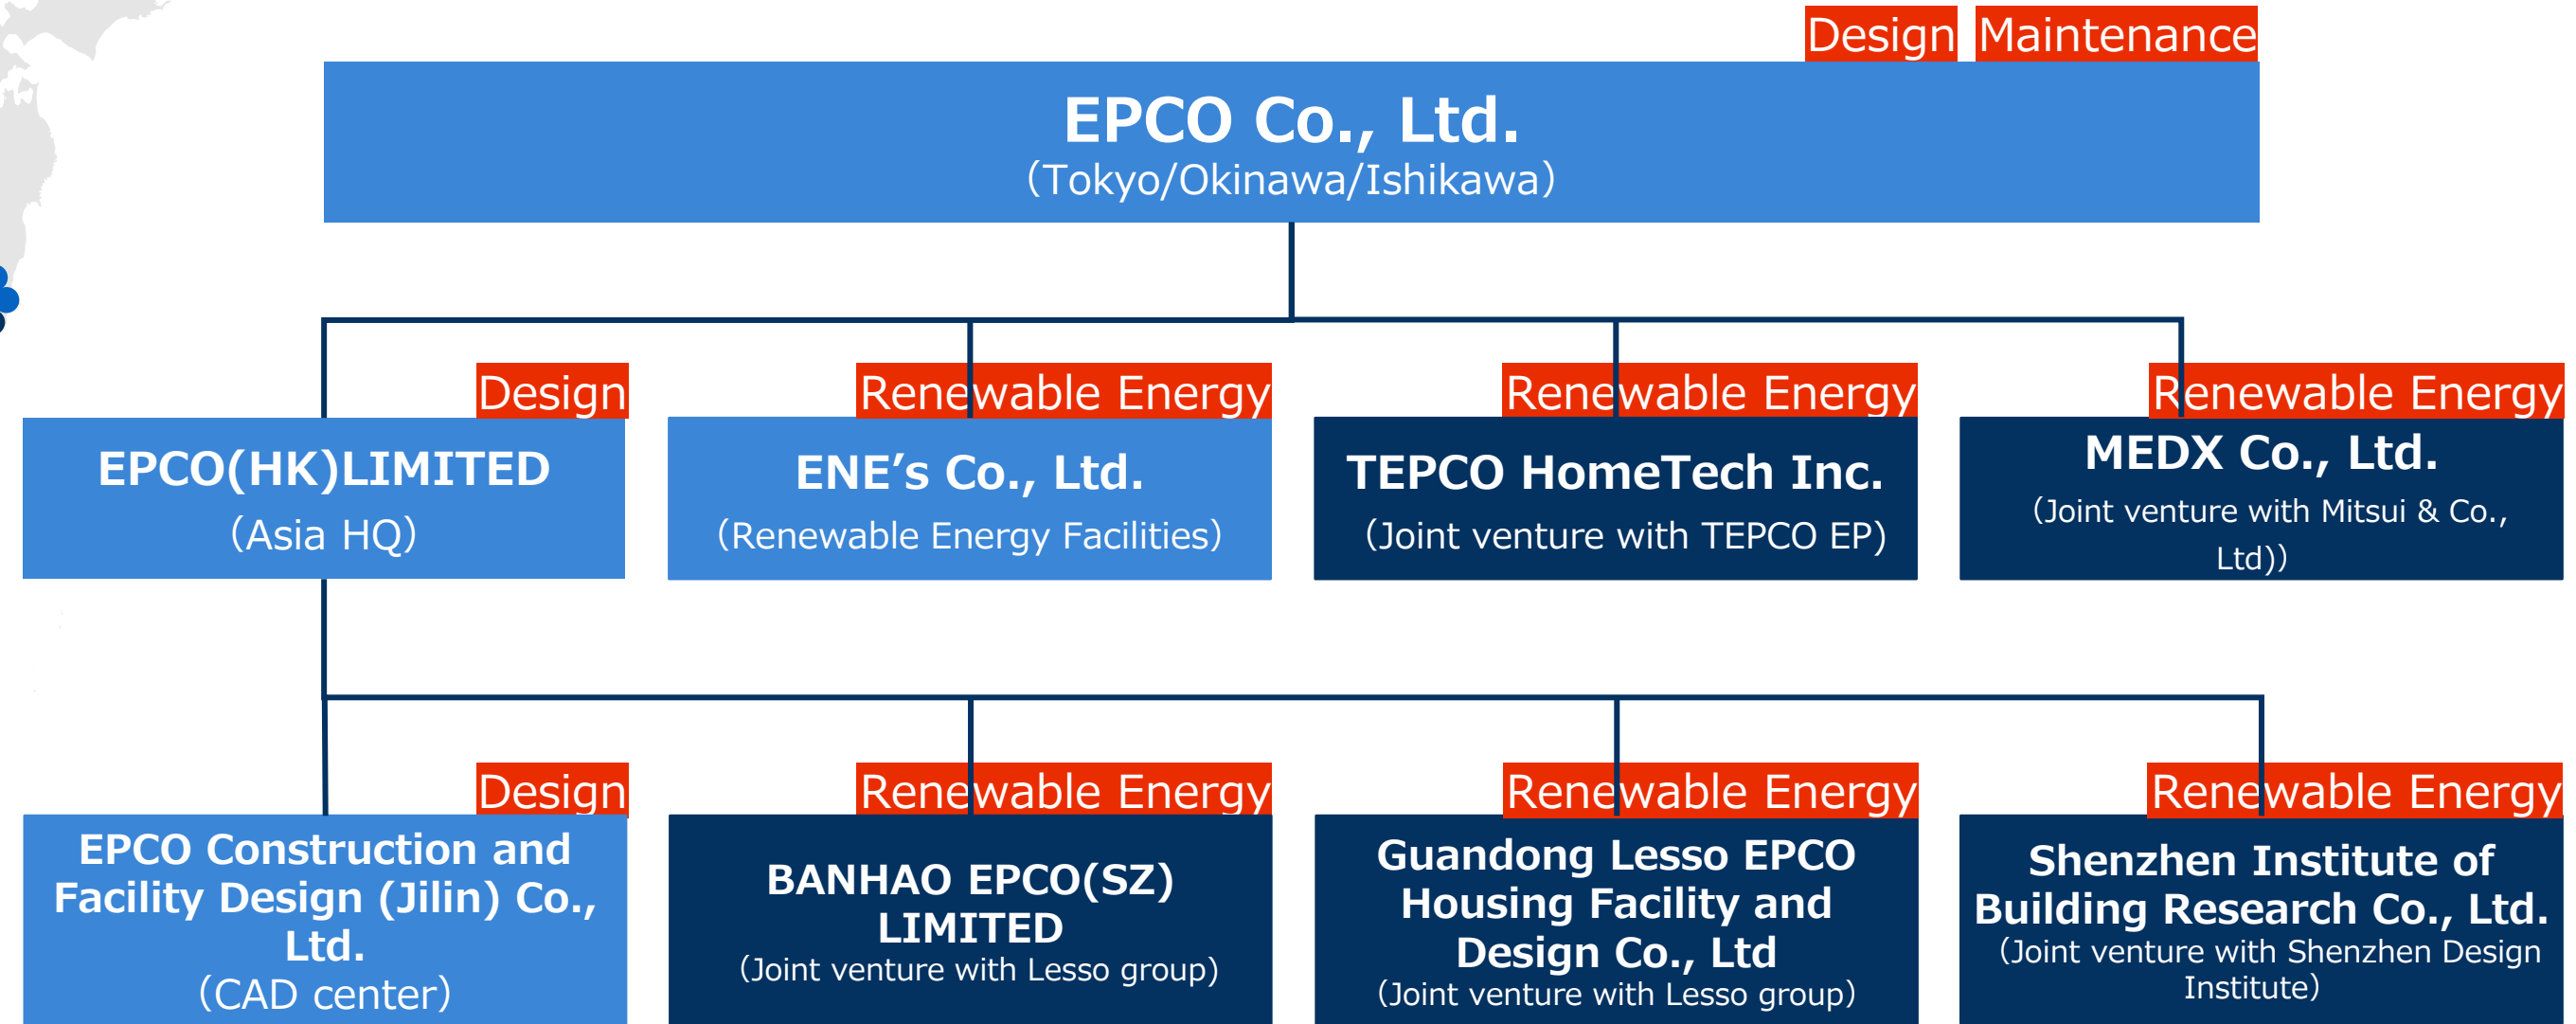 Design Maintenance
EPCO Co., Ltd.
（Tokyo/Okinawa/Ishikawa）
Design
Renewable Energy
Renewable Energy
Renewable Energy
EPCO(HK)LIMITED
（Asia HQ）
ENE’s Co., Ltd.
（Renewable Energy Facilities）
TEPCO HomeTech Inc.
（Joint venture with TEPCO EP)
MEDX Co., Ltd.
（Joint venture with Mitsui & Co.,
Ltd)）
Design
Renewable Energy
Renewable Energy
Renewable Energy
EPCO Construction and
Facility Design (Jilin) Co.,
Ltd.
（CAD center）
BANHAO EPCO(SZ)
LIMITED
（Joint venture with Lesso group)
Guandong Lesso EPCO
Housing Facility and
Design Co., Ltd
（Joint venture with Lesso group）
Shenzhen Institute of
Building Research Co., Ltd.
（Joint venture with Shenzhen Design
Institute）